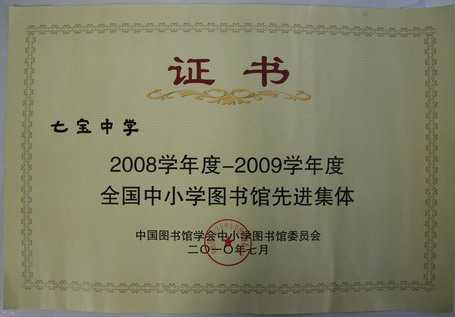 证书
七宝中学
2008学年度-2009学年度
全国中小学图书馆先进集体
中国图书馆学会中小学图书馆委员会
二〇一〇年七月